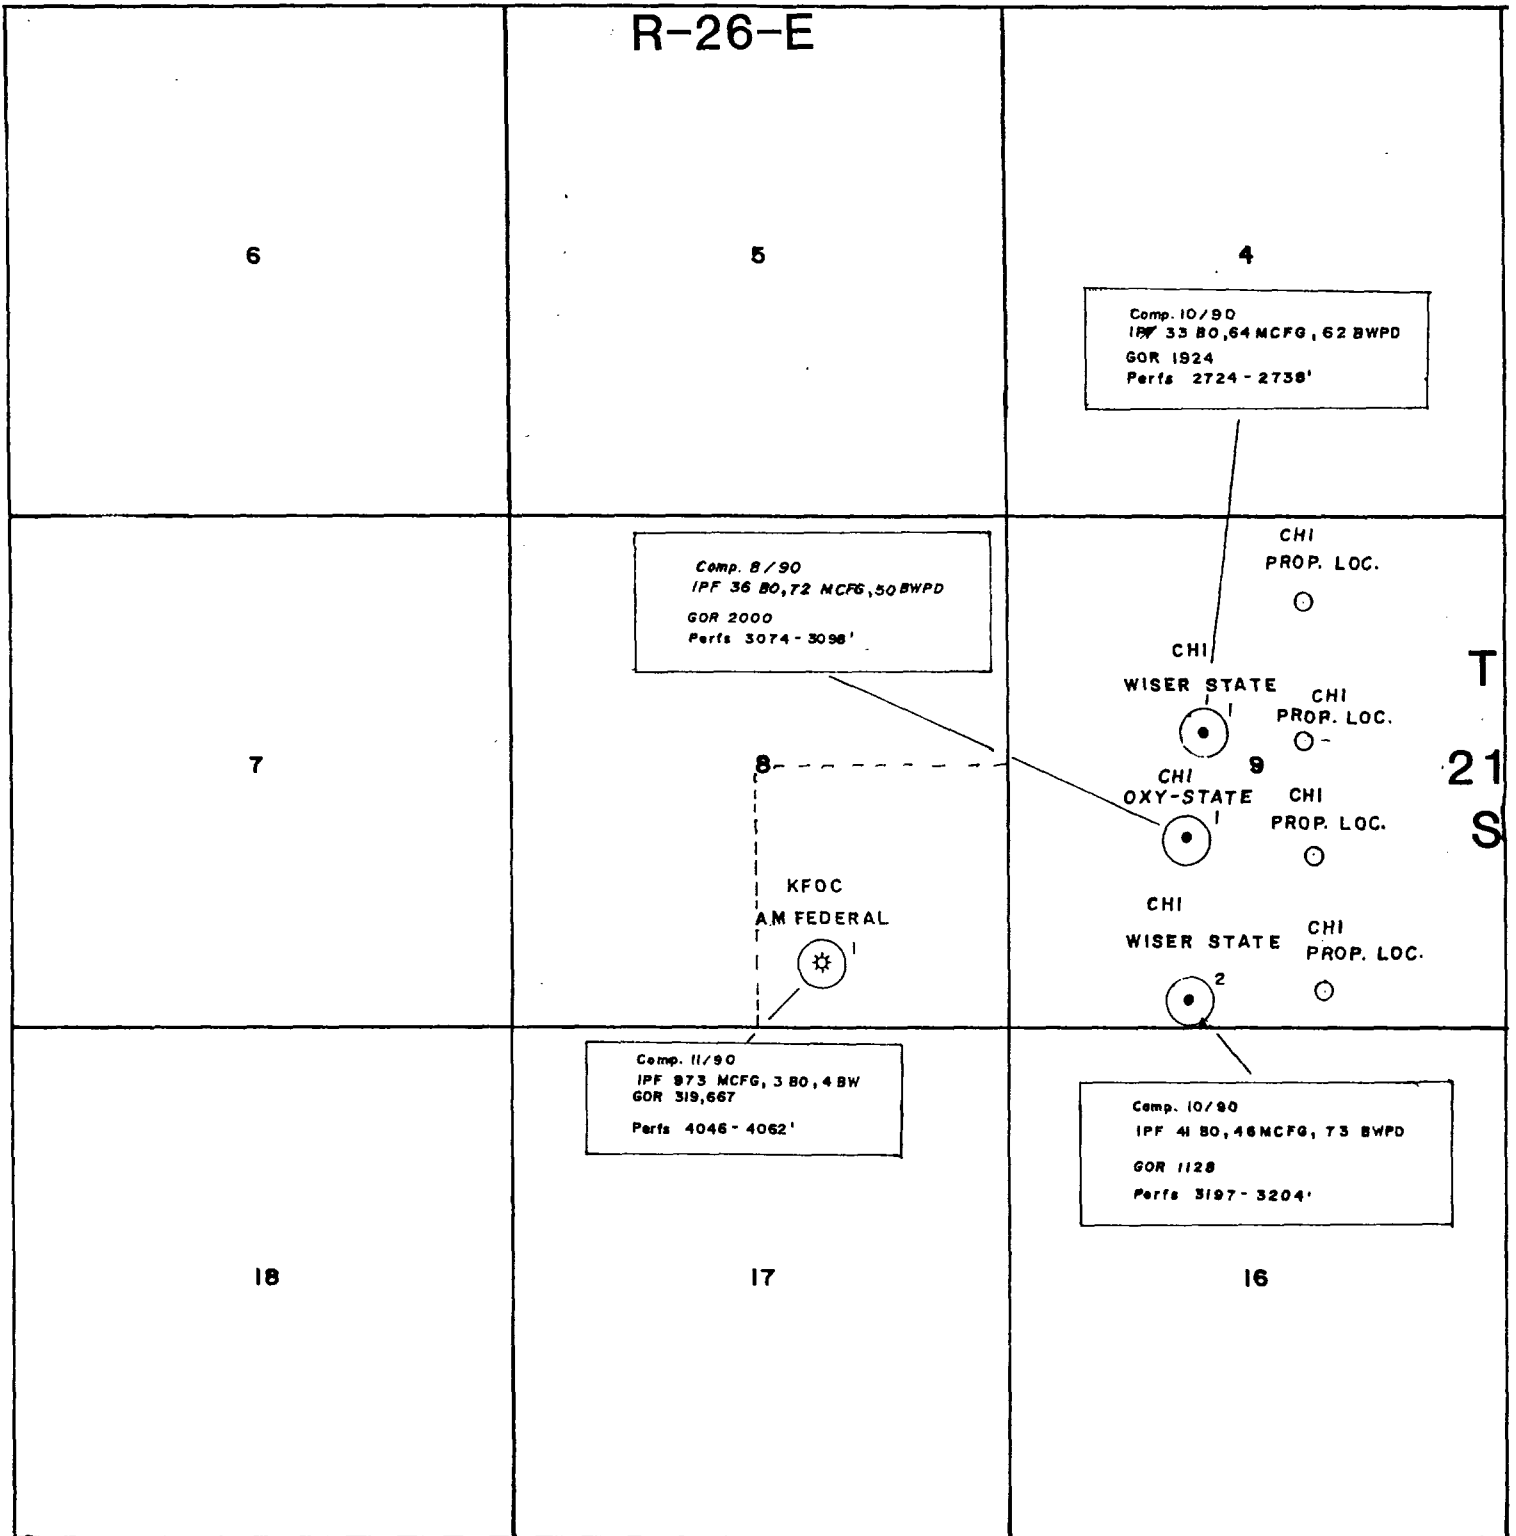 R-26-E
6
5
4
Comp. 10/90
33 BO, 64 MCFG, 62 BWPD
GOR 1924
Perfs 2724 - 2738'
CHI
PROP. LOC.
Comp. 8/90
IPF 36 BO, 72 MCFG, 50 BWPD
GOR 2000
Perfs 3074 - 3098'
CHI
WISER STATE
1
CHI
PROP. LOC.
T
21
S
7
8
9
CHI
OXY-STATE
1
CHI
PROP. LOC.
KFOC
AM FEDERAL
1
CHI
WISER STATE
2
CHI
PROP. LOC.
Comp. 11/90
IPF 973 MCFG, 3 BO, 4 BW
GOR 319,667
Perfs 4046 - 4062'
Comp. 10/90
IPF 41 BO, 46 MCFG, 73 BWPD
GOR 1128
Perfs 3197 - 3204'
18
17
16